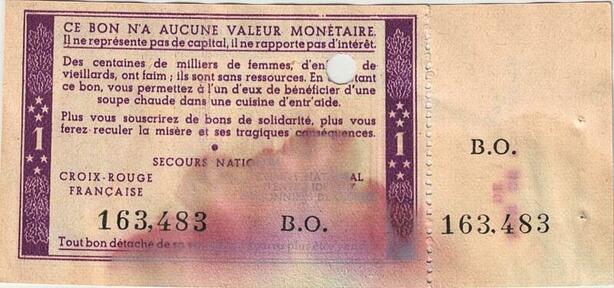 CE BON N'A AUCUNE VALEUR MONÉTAIRE.
Il ne représente pas de capital, il ne rapporte pas d'intérêt.
Des centaines de milliers de femmes, d'en de
vieillards, ont faim ; ils sont sans ressources. En tant
ce bon, vous permettez à l'un d'eux de bénéficier d'une
soupe chaude dans une cuisine d'entr'aide.
Plus vous souscrirez de bons de solidarité, plus vous
ferez reculer la misère et ses tragiques conséquences.
SECOURS NATIO
CROIX-ROUGE
FRANÇAISE
1
1
163,483 B.O.
Tout bon détaché de sa
B.O.
163,483